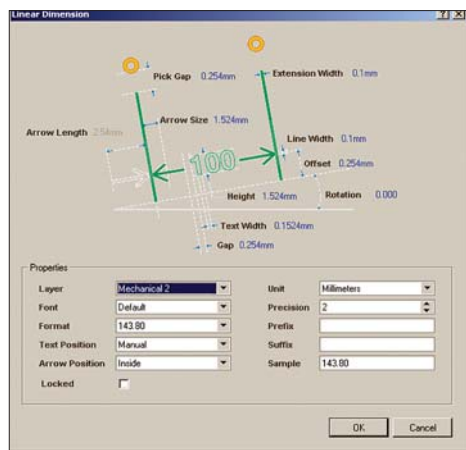 Linear Dimension
Pick Gap 0.254mm
Extension Width 0.1mm
Arrow Length 2.54mm
Arrow Size 1.524mm
Line Width 0.1mm
100
Offset 0.254mm
Height 1.524mm
Rotation 0.000
Text Width 0.1524mm
Gap 0.254mm
Properties
Layer Mechanical 2 Unit Millimeters
Font Default Precision 2
Format 143.80 Prefix
Text Position Manual Suffix
Arrow Position Inside Sample 143.80
Locked
OK Cancel